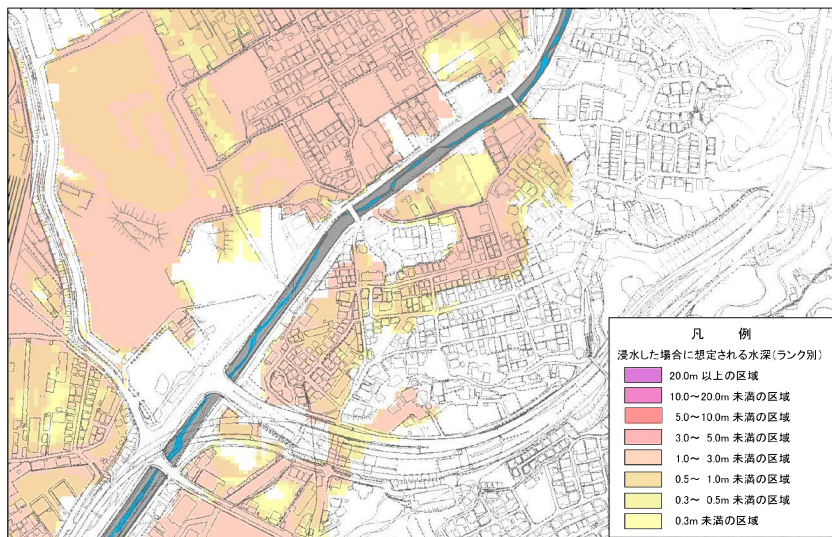 凡 例
浸水した場合に想定される水深(ランク別)
20.0m 以上の区域
10.0～20.0m 未満の区域
5.0～10.0m 未満の区域
3.0～ 5.0m 未満の区域
1.0～ 3.0m 未満の区域
0.5～ 1.0m 未満の区域
0.3～ 0.5m 未満の区域
0.3m 未満の区域